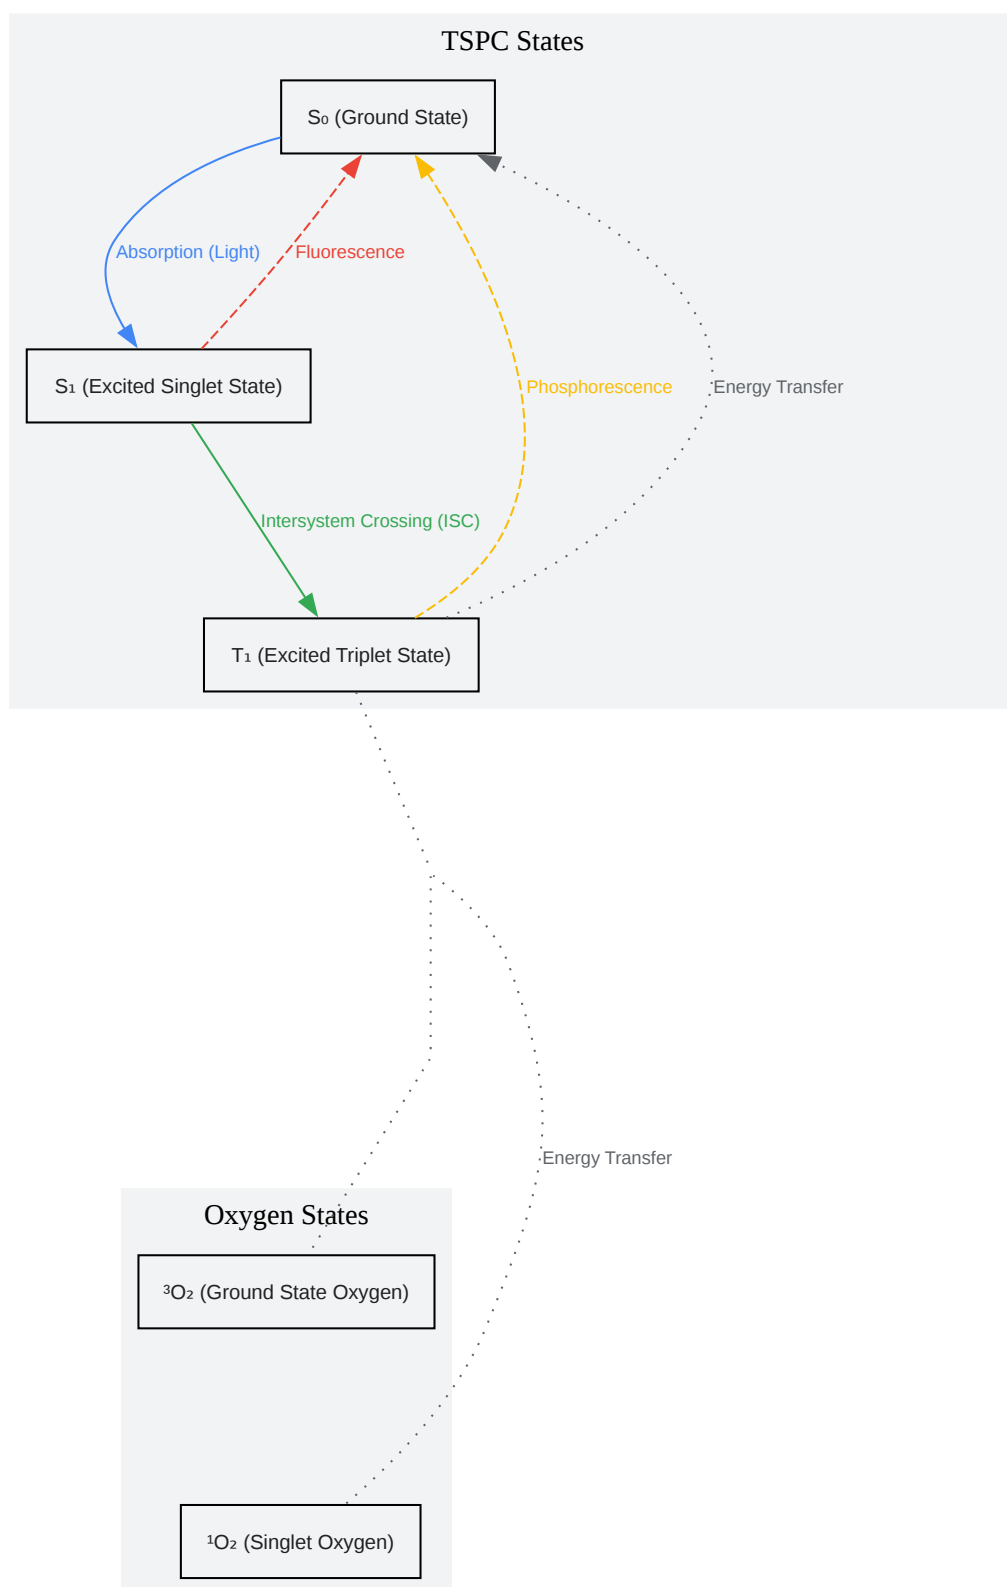 TSPC States
S₀ (Ground State)
Absorption (Light)
Fluorescence
S₁ (Excited Singlet State)
Phosphorescence
Energy Transfer
Intersystem Crossing (ISC)
T₁ (Excited Triplet State)
Energy Transfer
Oxygen States
³O₂ (Ground State Oxygen)
¹O₂ (Singlet Oxygen)